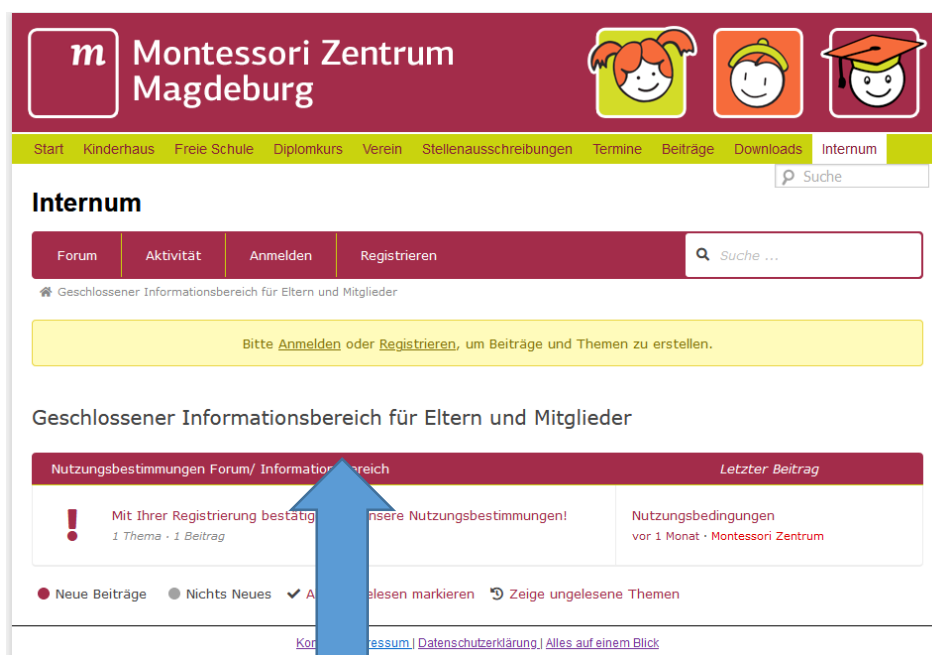 m
Montessori Zentrum
Magdeburg
Start Kinderhaus Freie Schule Diplomkurs Verein Stellenausschreibungen Termine Beiträge Downloads Internum
Suche
Internum
Forum Aktivität Anmelden Registrieren Suche ...
Geschlossener Informationsbereich für Eltern und Mitglieder
Bitte Anmelden oder Registrieren, um Beiträge und Themen zu erstellen.
Geschlossener Informationsbereich für Eltern und Mitglieder
Nutzungsbestimmungen Forum/ Letzter Beitrag
Mit Ihrer Registrierung Nutzungsbestimmungen! Nutzungsbedingungen
1 Thema · 1 Beitrag vor 1 Monat · Montessori Zentrum
Neue Beiträge Nichts Neues markieren Zeige ungelesene Themen
| Datenschutzerklärung | Alles auf einem Blick